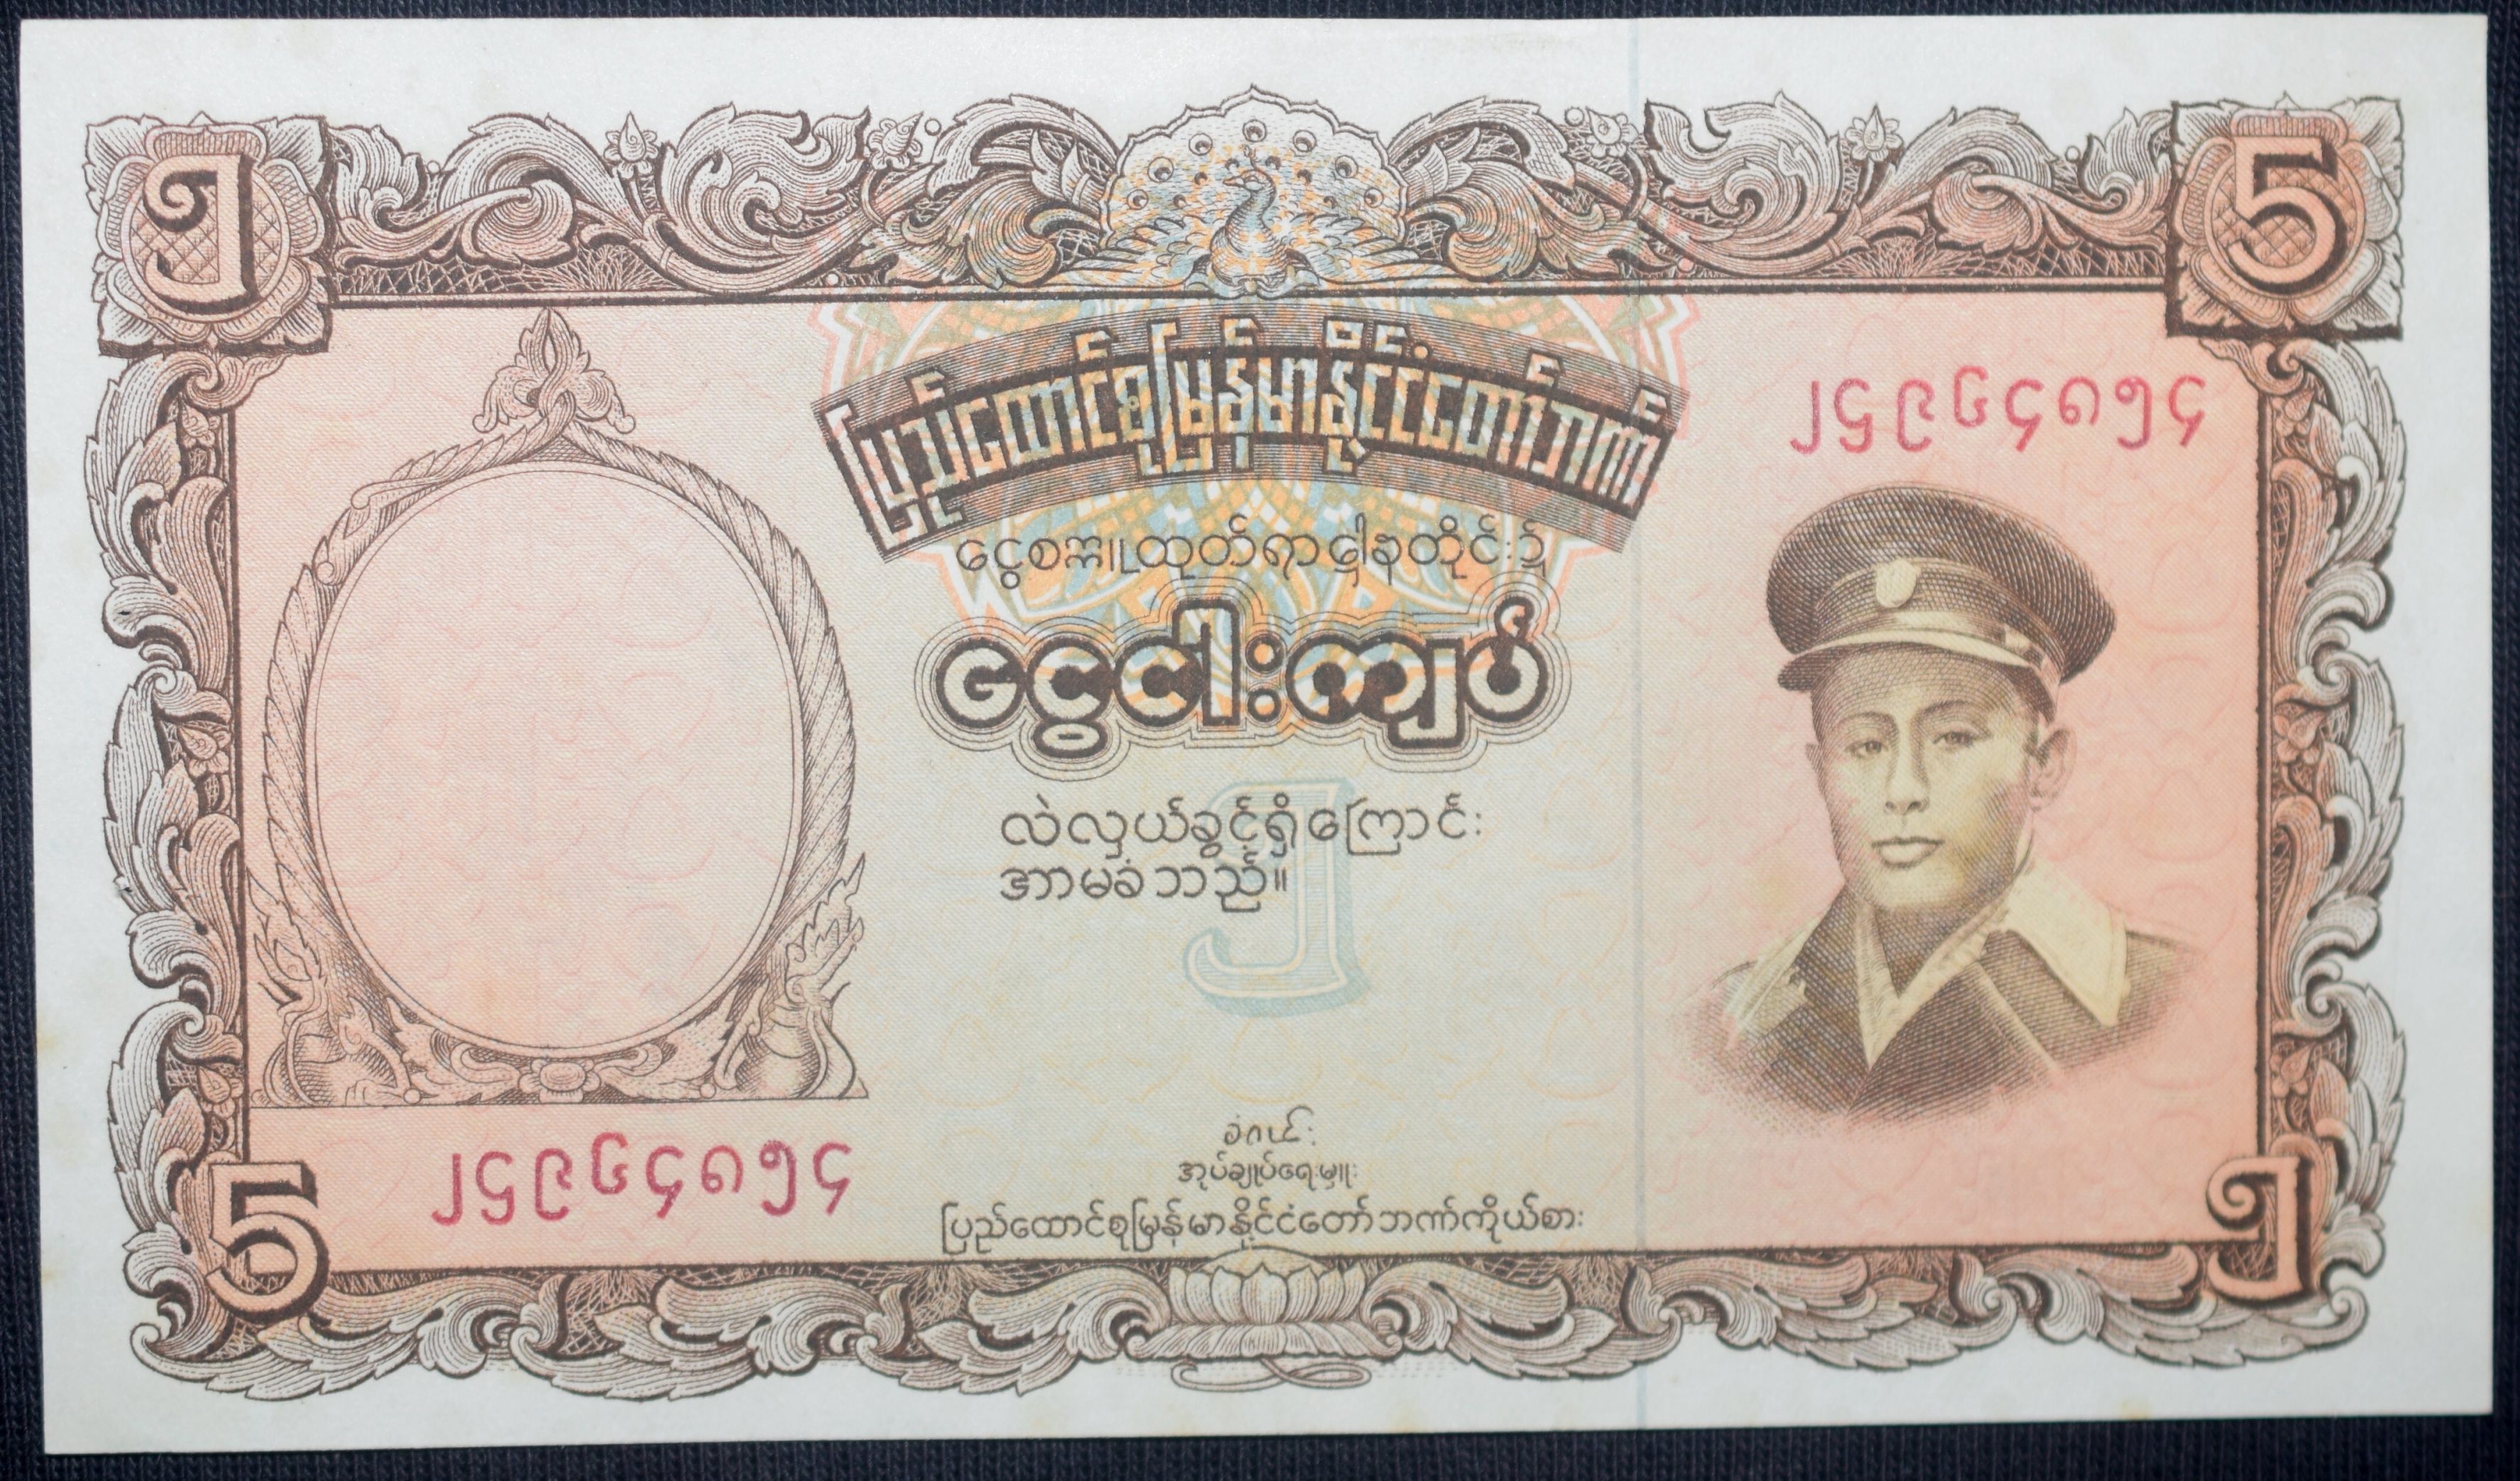 ၅
5
ပြည်ထောင်စုမြန်မာနိုင်ငံတော်ဘဏ်
၂ဌ၉၆၄၈၅၄
ငွေစက္ကူထုတ်ရာဌါနတိုင်း၌
ငွေငါးကျပ်
လဲလှယ်ခွင့်ရှိကြောင်း
အာမခံသည်။
၅
၂ဌ၉၆၄၈၅၄
အုပ်ချုပ်ရေးမှူး
ပြည်ထောင်စုမြန်မာနိုင်ငံတော်ဘဏ်ကိုယ်စား
5
၅